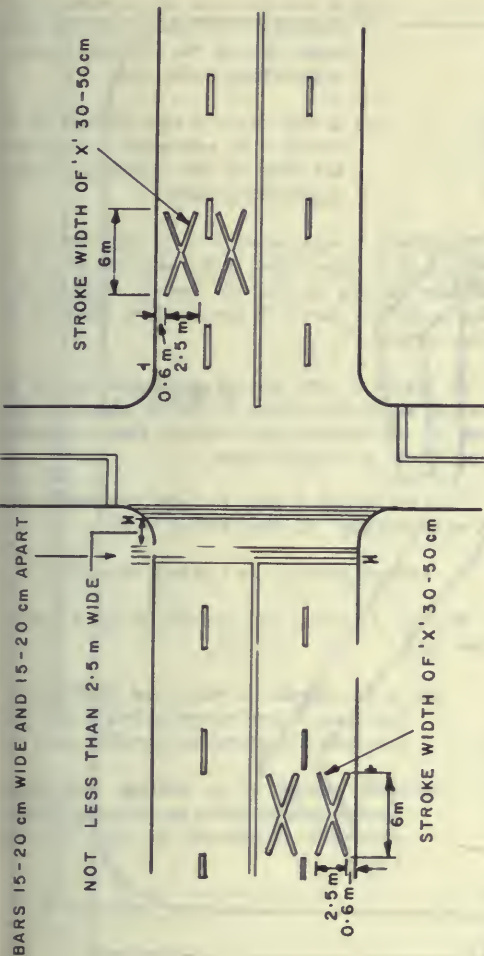 BARS 15-20 cm WIDE AND 15-20 cm APART
NOT LESS THAN 2·5 m WIDE
STROKE WIDTH OF 'X' 30-50cm
6m
0·6 m
2·5 m
W
W
6m
2·5 m
0·6 m
STROKE WIDTH OF 'X' 30-50cm